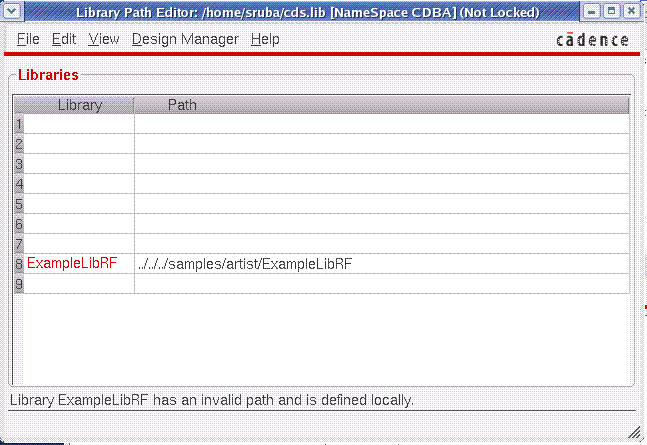 Library Path Editor: /home/sruba/cds.lib [NameSpace CDBA] (Not Locked)
File Edit View Design Manager Help cādence
Libraries
Library Path
1
2
3
4
5
6
7
8 ExampleLibRF ../../../samples/artist/ExampleLibRF
9
Library ExampleLibRF has an invalid path and is defined locally.